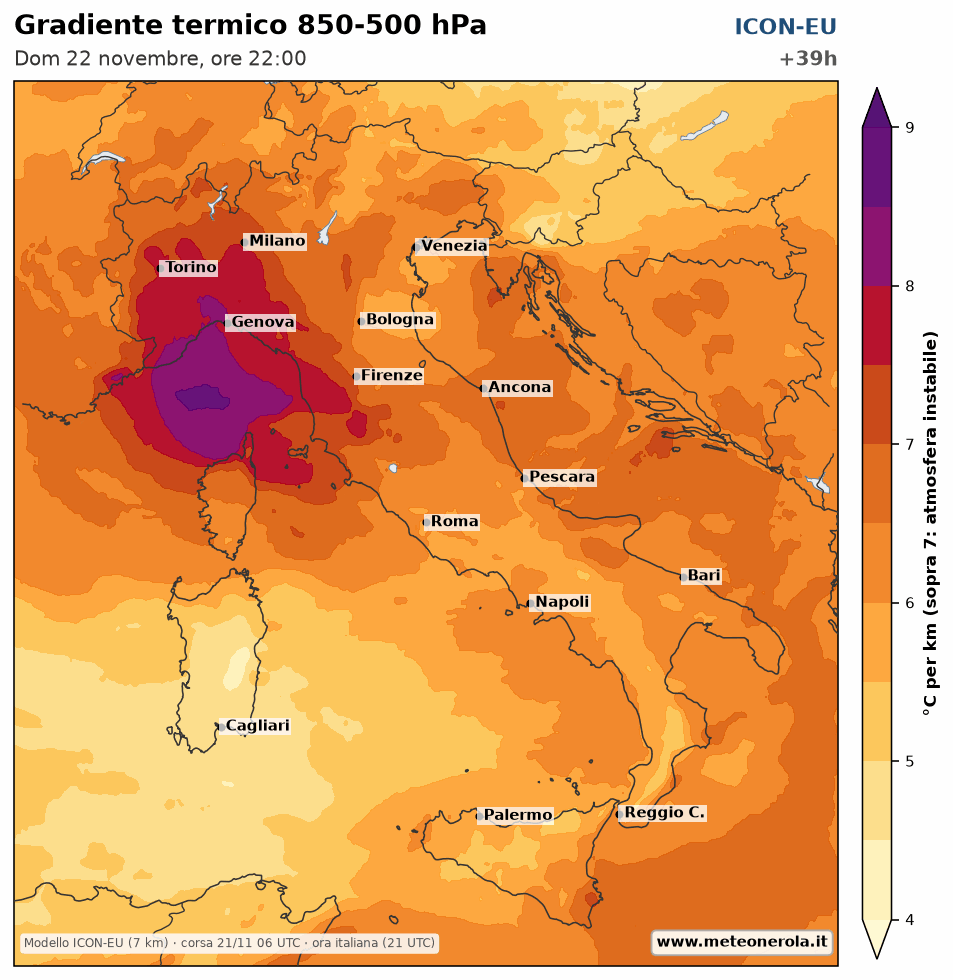 Gradiente termico 850-500 hPa
ICON-EU
Dom 22 novembre, ore 22:00
+39h
Milano
Venezia
Torino
Genova
Bologna
Firenze
Ancona
Pescara
Roma
Bari
Napoli
Cagliari
Palermo
Reggio C.
9
8
7
6
5
4
°C per km (sopra 7: atmosfera instabile)
Modello ICON-EU (7 km) · corsa 21/11 06 UTC · ora italiana (21 UTC)
www.meteonerola.it